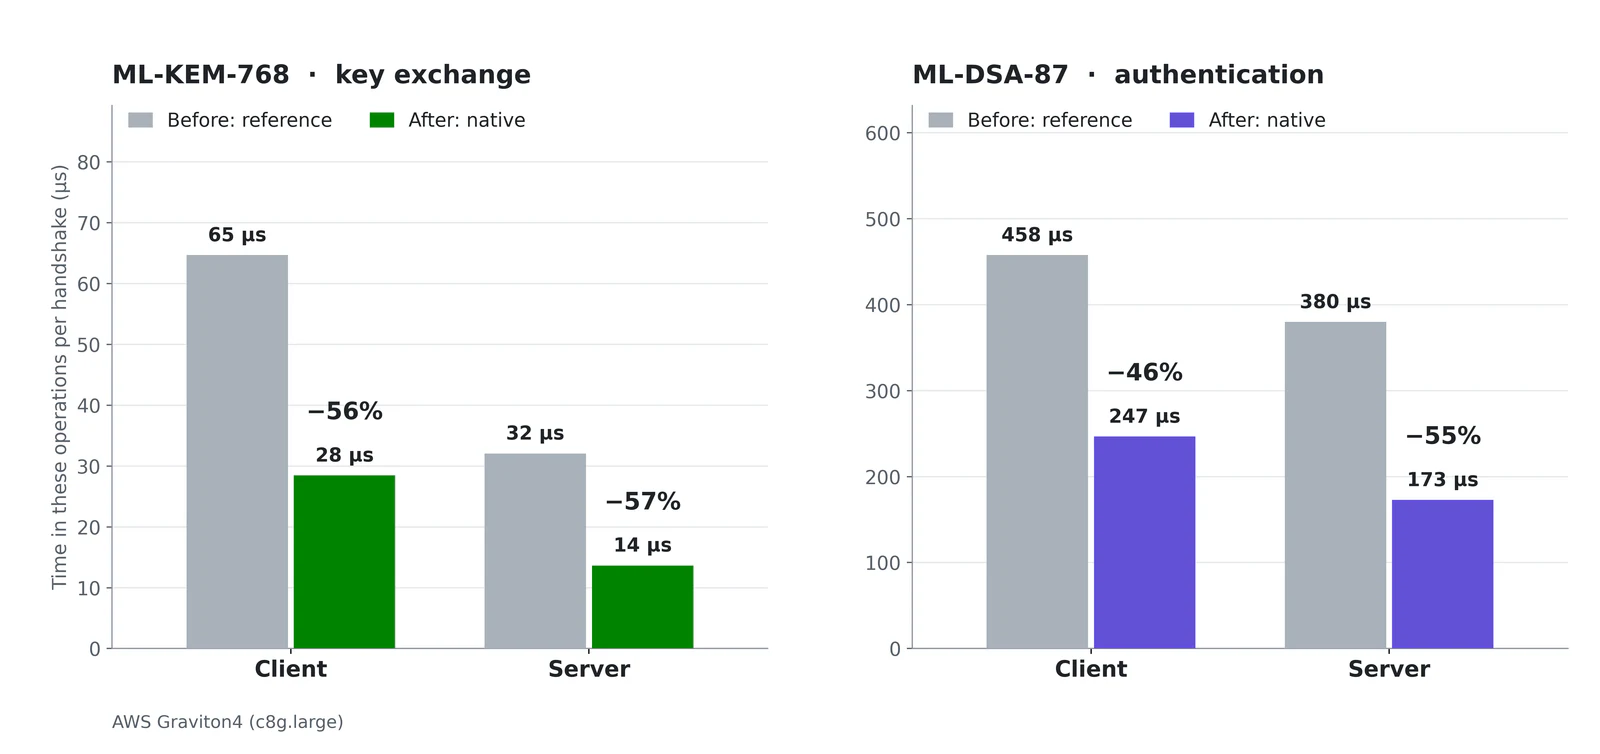 ML-KEM-768 · key exchange
Before: reference
After: native
Time in these operations per handshake (µs)
80
70
60
50
40
30
20
10
0
65 µs
−56%
28 µs
32 µs
−57%
14 µs
Client
Server
ML-DSA-87 · authentication
Before: reference
After: native
600
500
400
300
200
100
0
458 µs
−46%
247 µs
380 µs
−55%
173 µs
Client
Server
AWS Graviton4 (c8g.large)